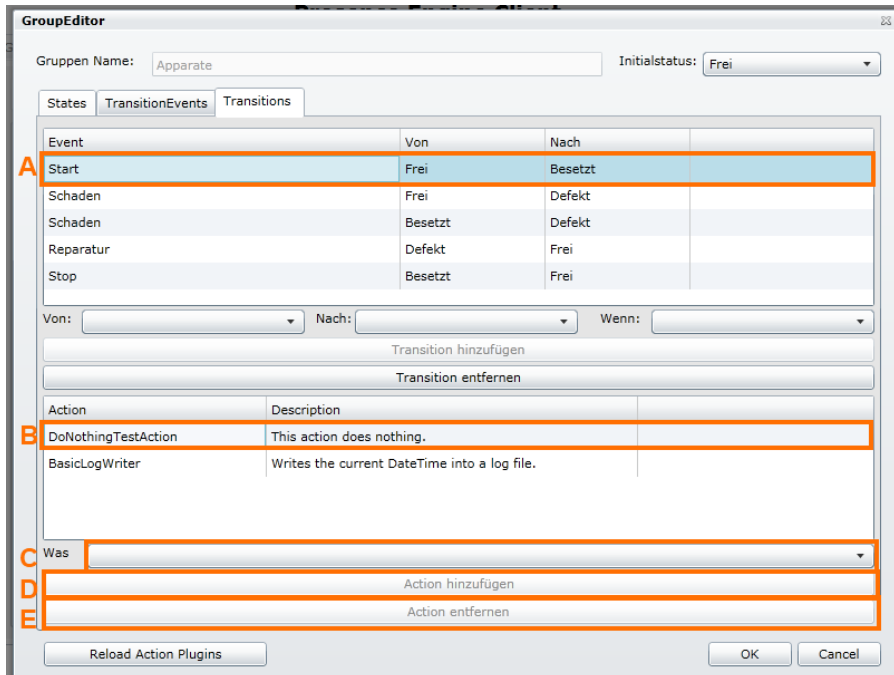 Presence Engine Client
GroupEditor
Gruppen Name: Apparate Initialstatus: Frei
States TransitionEvents Transitions
Event Von Nach
A Start Frei Besetzt
Schaden Frei Defekt
Schaden Besetzt Defekt
Reparatur Defekt Frei
Stop Besetzt Frei
Von: Nach: Wenn:
Transition hinzufügen
Transition entfernen
Action Description
B DoNothingTestAction This action does nothing.
BasicLogWriter Writes the current DateTime into a log file.
C Was
D Action hinzufügen
E Action entfernen
Reload Action Plugins OK Cancel